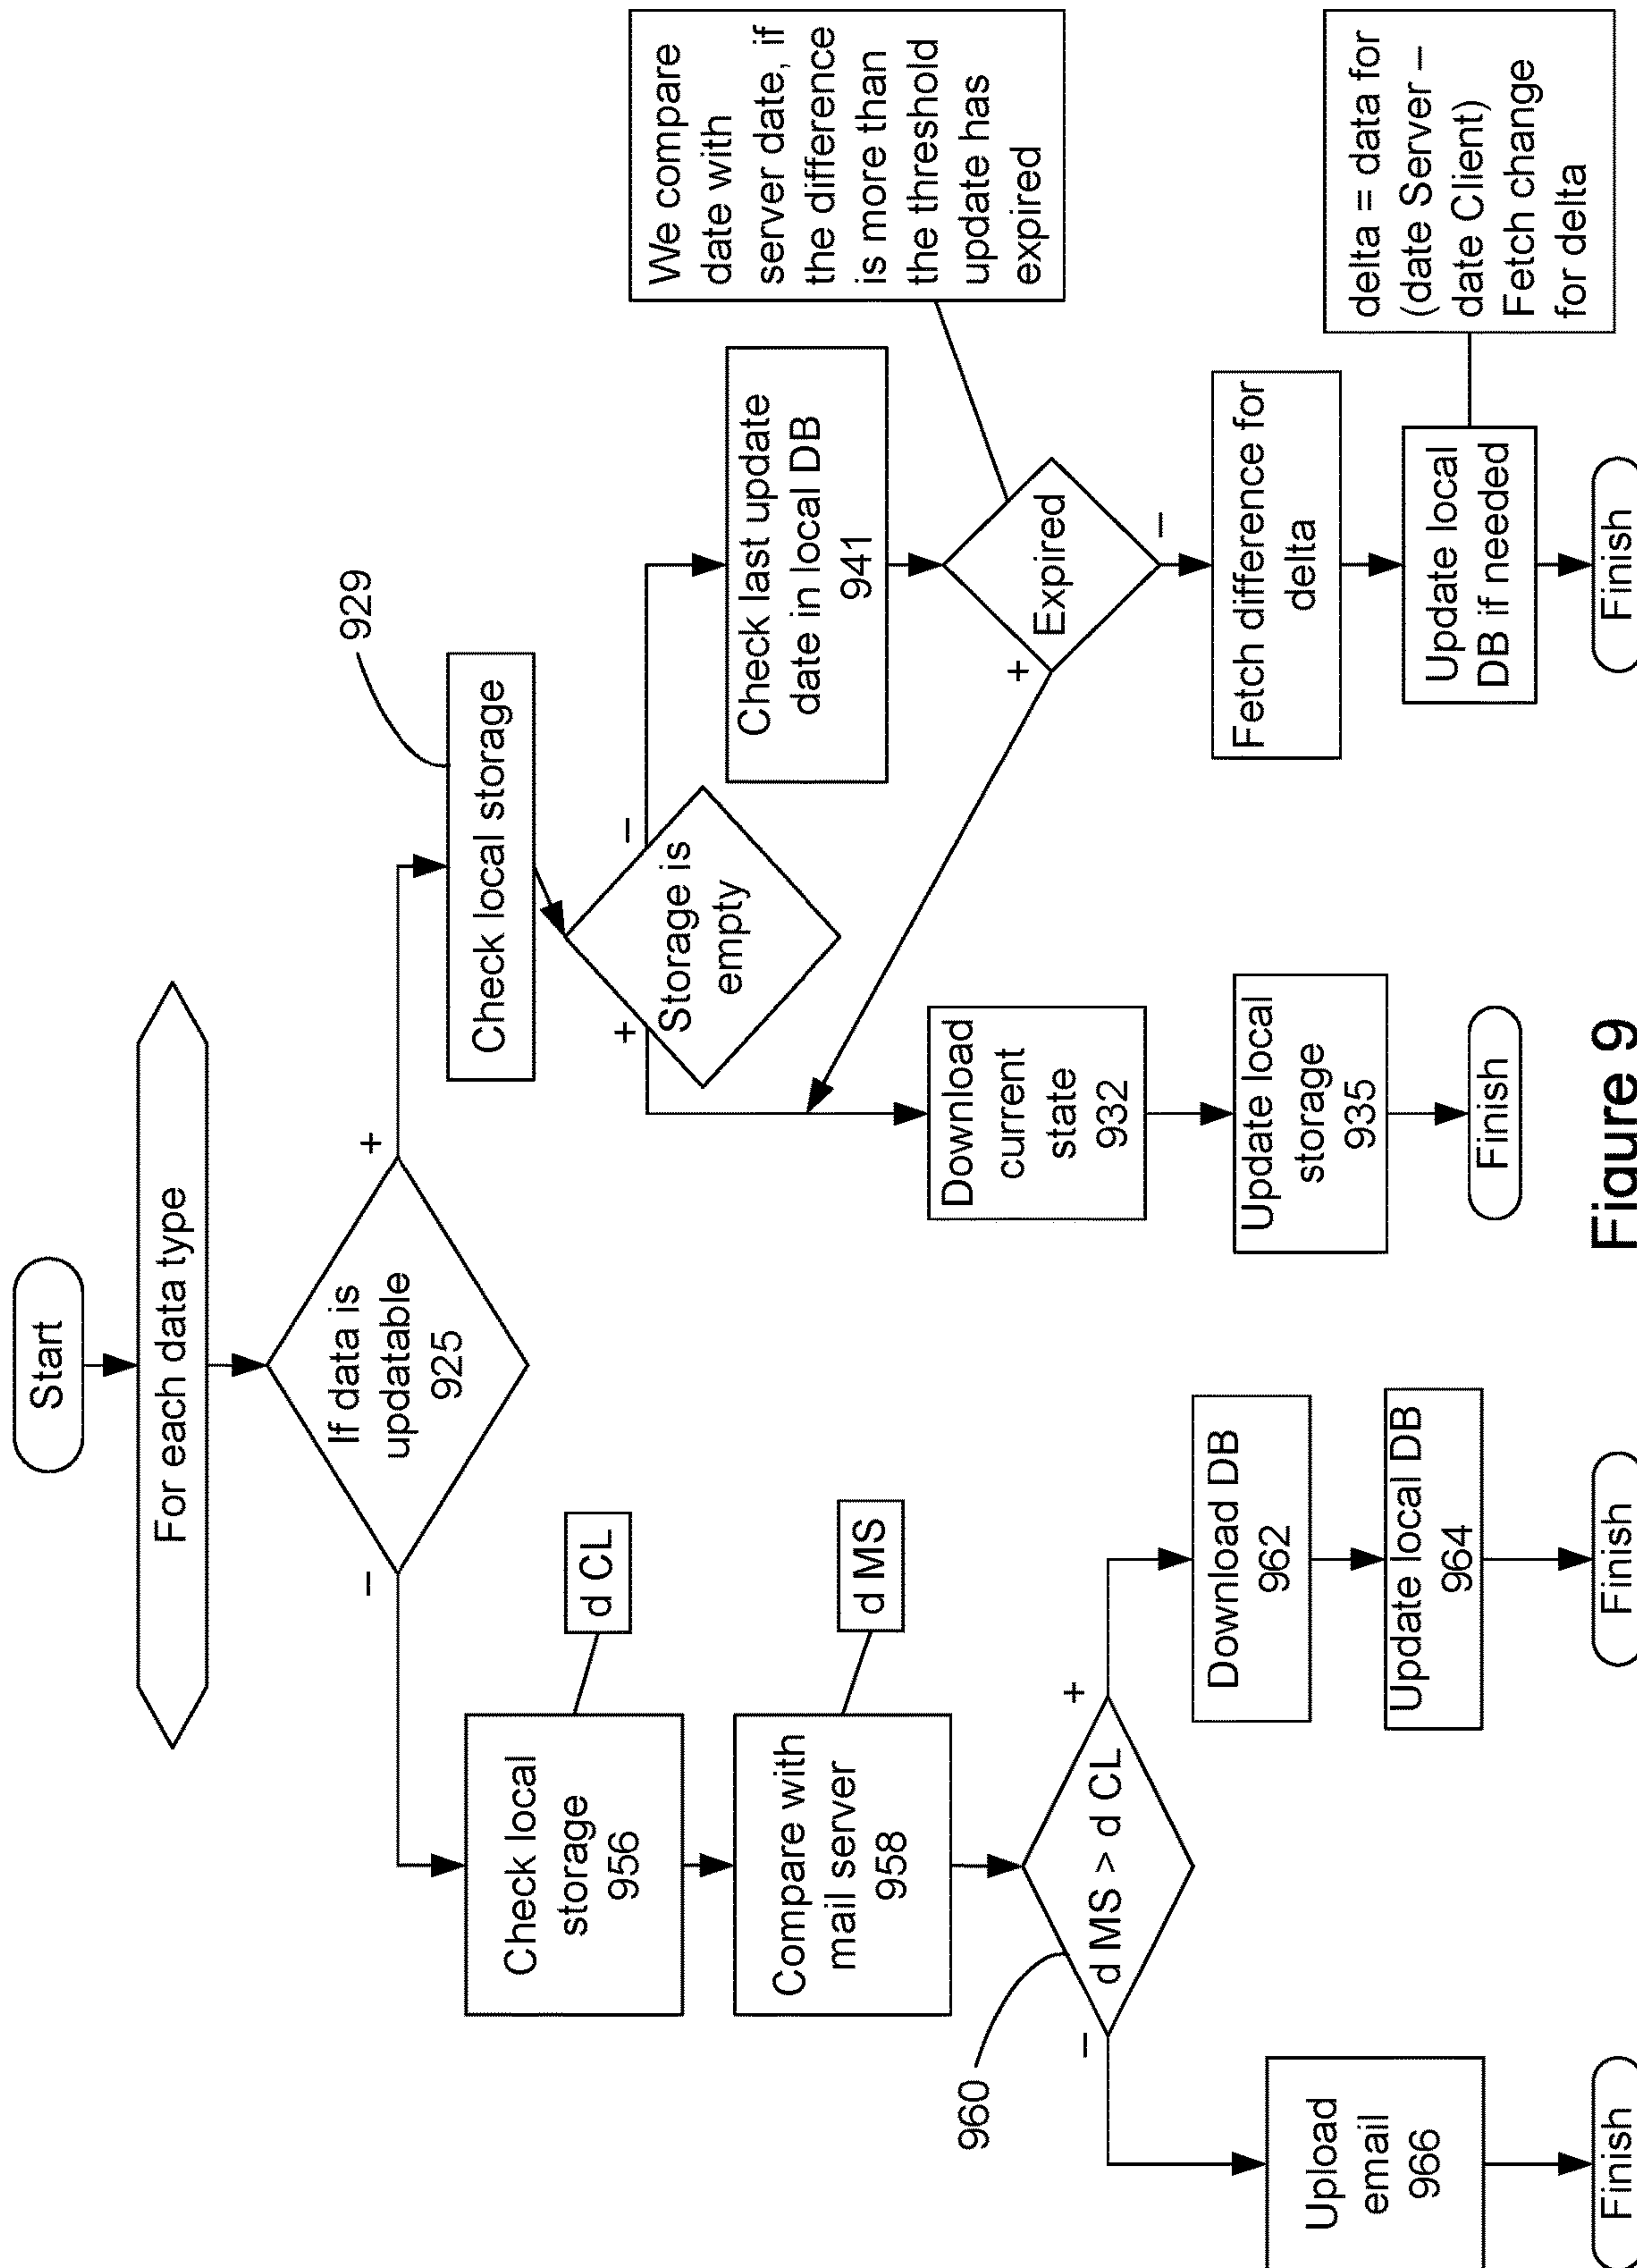 Start
For each data type
If data is
updatable
925
+
–
929
Check local storage
Storage is
empty
+
–
Check last update
date in local DB
941
We compare
date with
server date, if
the difference
is more than
the threshold
update has
expired
Expired
+
–
Fetch difference for
delta
Update local
DB if needed
delta = data for
(date Server –
date Client)
Fetch change
for delta
Finish
Download
current
state
932
Update local
storage
935
Finish
Check local
storage
956
d CL
Compare with
mail server
958
d MS
960
d MS > d CL
+
–
Download DB
962
Update local DB
964
Finish
Upload
email
966
Finish
Figure 9